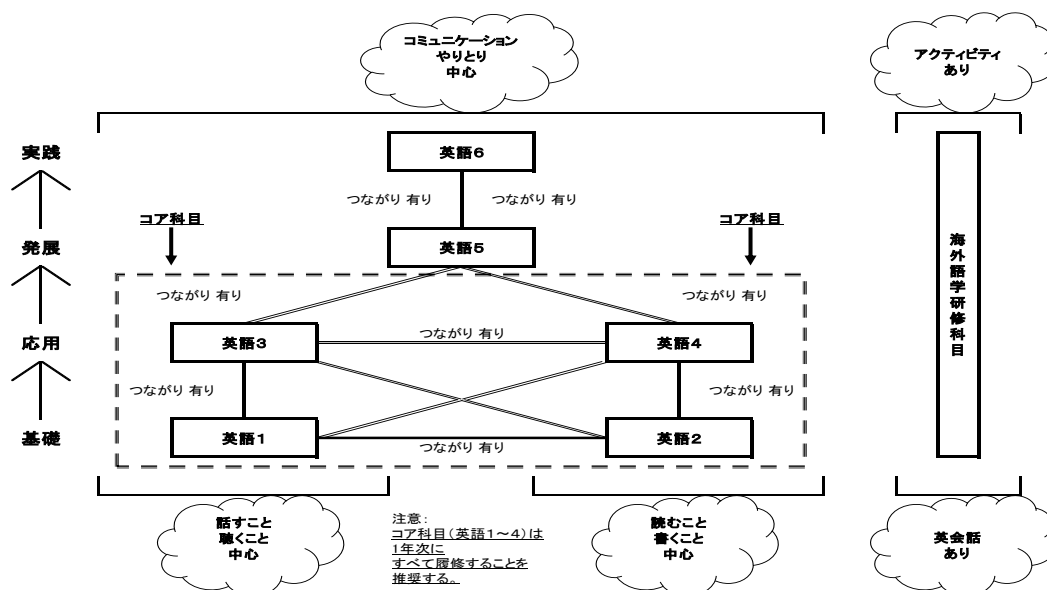 コミュニケーション
やりとり
中心
アクティビティ
あり
実践
英語6
つながり 有り
つながり 有り
コア科目
コア科目
発展
英語5
海外語学研修科目
つながり 有り
つながり 有り
応用
英語3
つながり 有り
英語4
つながり 有り
つながり 有り
基礎
英語1
つながり 有り
英語2
話すこと
聴くこと
中心
注意:
コア科目(英語1~4)は
1年次に
すべて履修することを
推奨する。
読むこと
書くこと
中心
英会話
あり